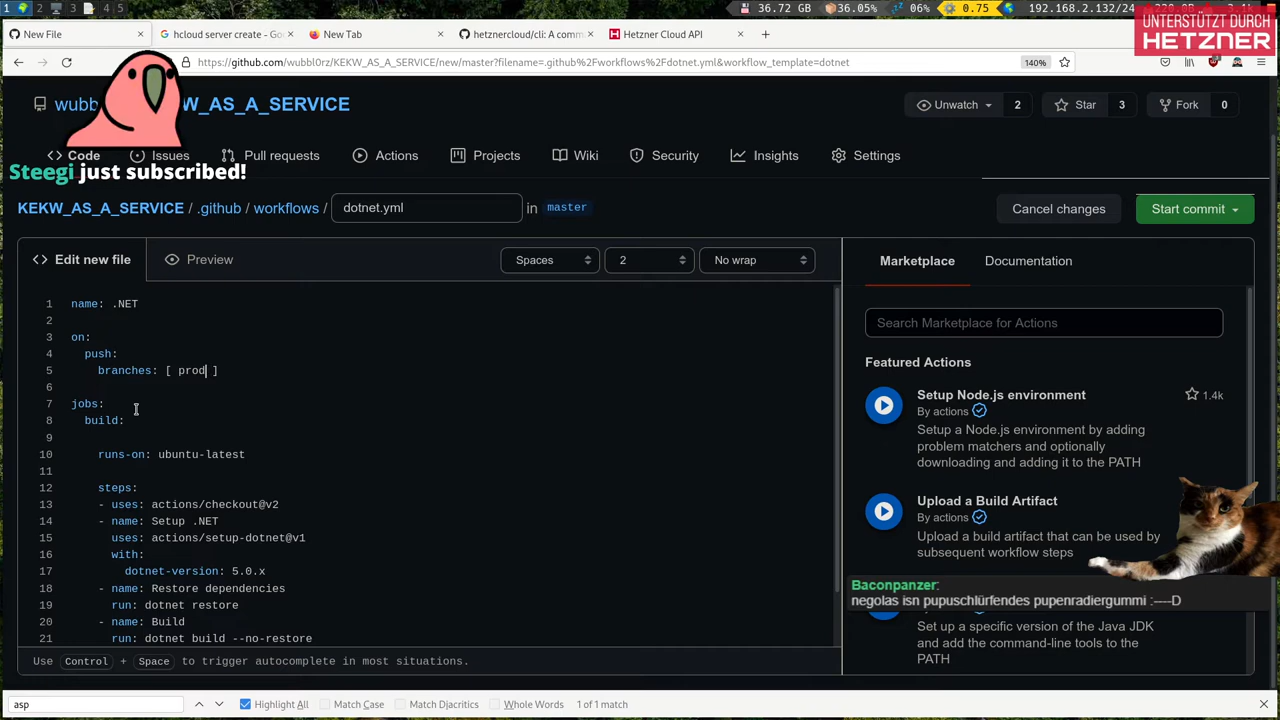 1 2 3 4 5 36.72 GB 36.05% 06% 0.75 192.168.2.132/24
UNTERSTÜTZT DURCH
HETZNER
New File
hcloud server create - Go
New Tab
hetznercloud/cli: A comm
Hetzner Cloud API
https://github.com/wubbl0rz/KEKW_AS_A_SERVICE/new/master?filename=.github%2Fworkflows%2Fdotnet.yml&workflow_template=dotnet
140%
wubb W_AS_A_SERVICE
Unwatch 2
Star 3
Fork 0
Code
Issues
Pull requests
Actions
Projects
Wiki
Security
Insights
Settings
Steegi just subscribed!
KEKW_AS_A_SERVICE / .github / workflows / dotnet.yml in master
Cancel changes
Start commit
Edit new file
Preview
Spaces
2
No wrap
1 name: .NET
2
3 on:
4 push:
5 branches: [ prod ]
6
7 jobs:
8 build:
9
10 runs-on: ubuntu-latest
11
12 steps:
13 - uses: actions/checkout@v2
14 - name: Setup .NET
15 uses: actions/setup-dotnet@v1
16 with:
17 dotnet-version: 5.0.x
18 - name: Restore dependencies
19 run: dotnet restore
20 - name: Build
21 run: dotnet build --no-restore
Use Control + Space to trigger autocomplete in most situations.
Marketplace
Documentation
Search Marketplace for Actions
Featured Actions
Setup Node.js environment
1.4k
By actions
Setup a Node.js environment by adding
problem matchers and optionally
downloading and adding it to the PATH
Upload a Build Artifact
By actions
Upload a build artifact that can be used by
subsequent workflow steps
Baconpanzer:
negolas isn pupuschlürfendes pupenradiergummi :----D
Set up a specific version of the Java JDK
and add the command-line tools to the
PATH
asp
Highlight All
Match Case
Match Diacritics
Whole Words
1 of 1 match